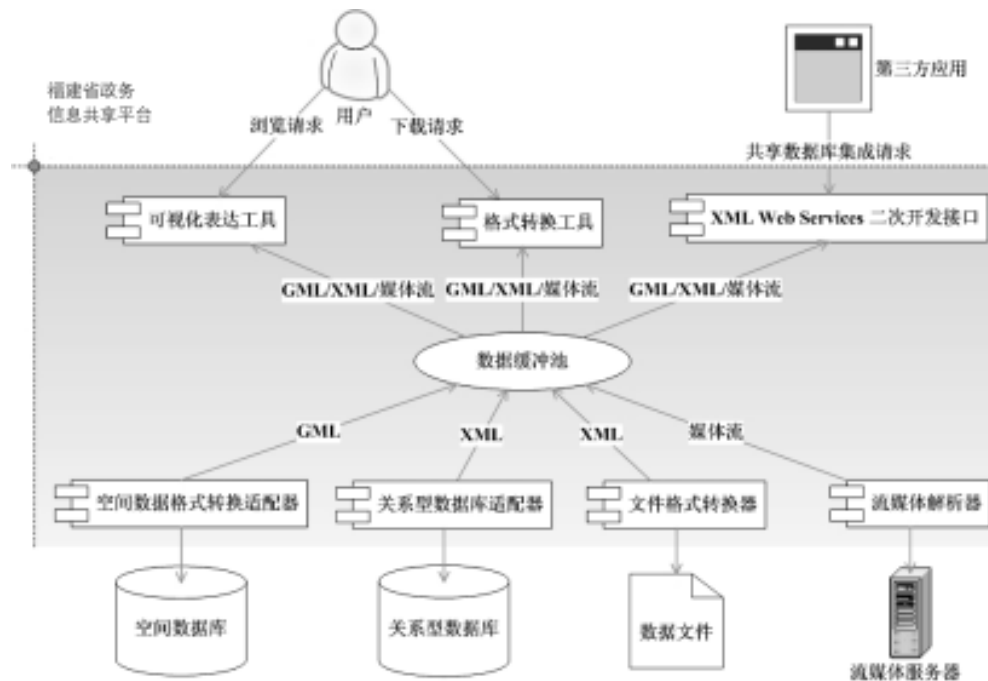 福建省政务
信息共享平台
用户
第三方应用
浏览请求
下载请求
共享数据库集成请求
可视化表达工具
格式转换工具
XML Web Services 二次开发接口
GML/XML/媒体流
GML/XML/媒体流
GML/XML/媒体流
数据缓冲池
GML
XML
XML
媒体流
空间数据格式转换适配器
关系型数据库适配器
文件格式转换器
流媒体解析器
空间数据库
关系型数据库
数据文件
流媒体服务器